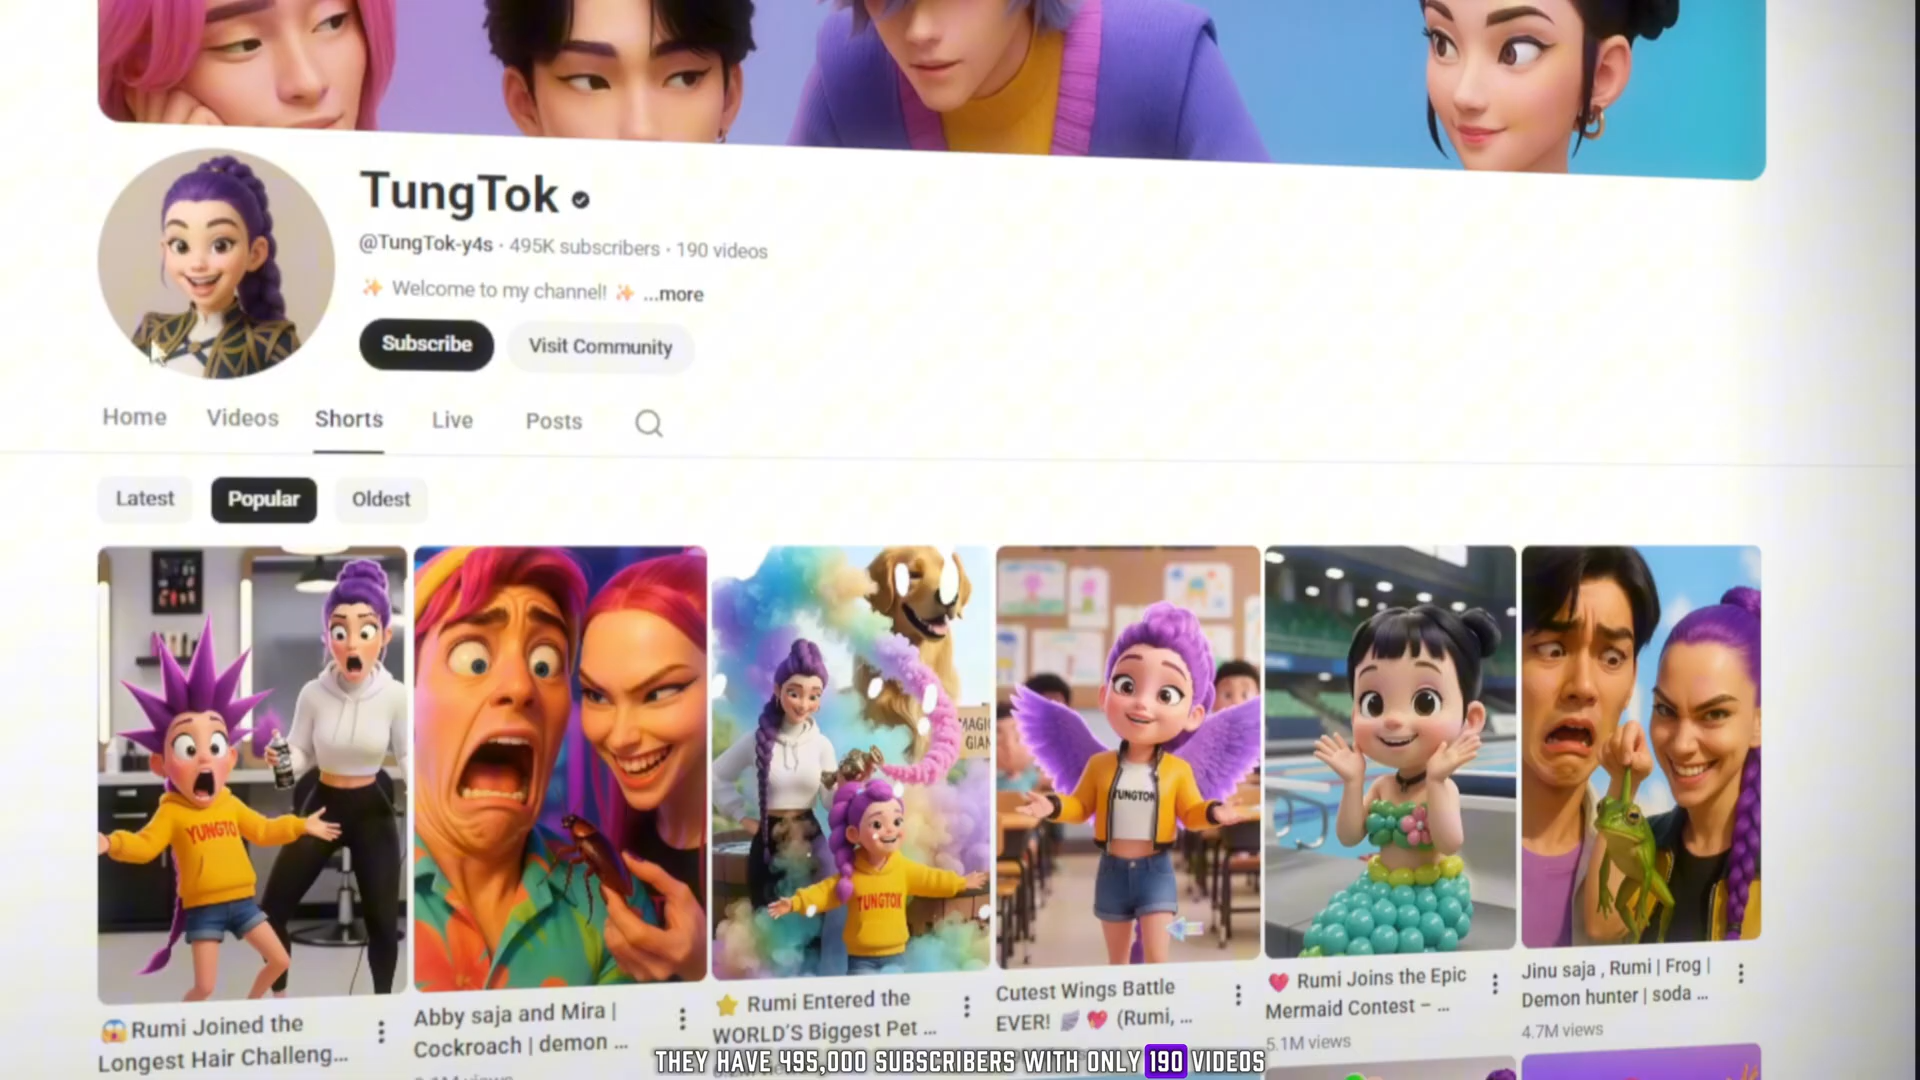 TungTok
@TungTok-y4s · 495K subscribers · 190 videos
✨ Welcome to my channel! ✨ ...more
Subscribe
Visit Community
Home
Videos
Shorts
Live
Posts
Latest
Popular
Oldest
YUNGTO
TUNGTOK
MAGIC
GIAN
YUNGTON
😱 Rumi Joined the
Longest Hair Challeng...
Abby saja and Mira |
Cockroach | demon ...
⭐ Rumi Entered the
WORLD'S Biggest Pet ...
Cutest Wings Battle
EVER! 🪽 💖 (Rumi, ...
💖 Rumi Joins the Epic
Mermaid Contest – ...
5.1M views
Jinu saja , Rumi | Frog |
Demon hunter | soda ...
4.7M views
THEY HAVE 495,000 SUBSCRIBERS WITH ONLY 190 VIDEOS